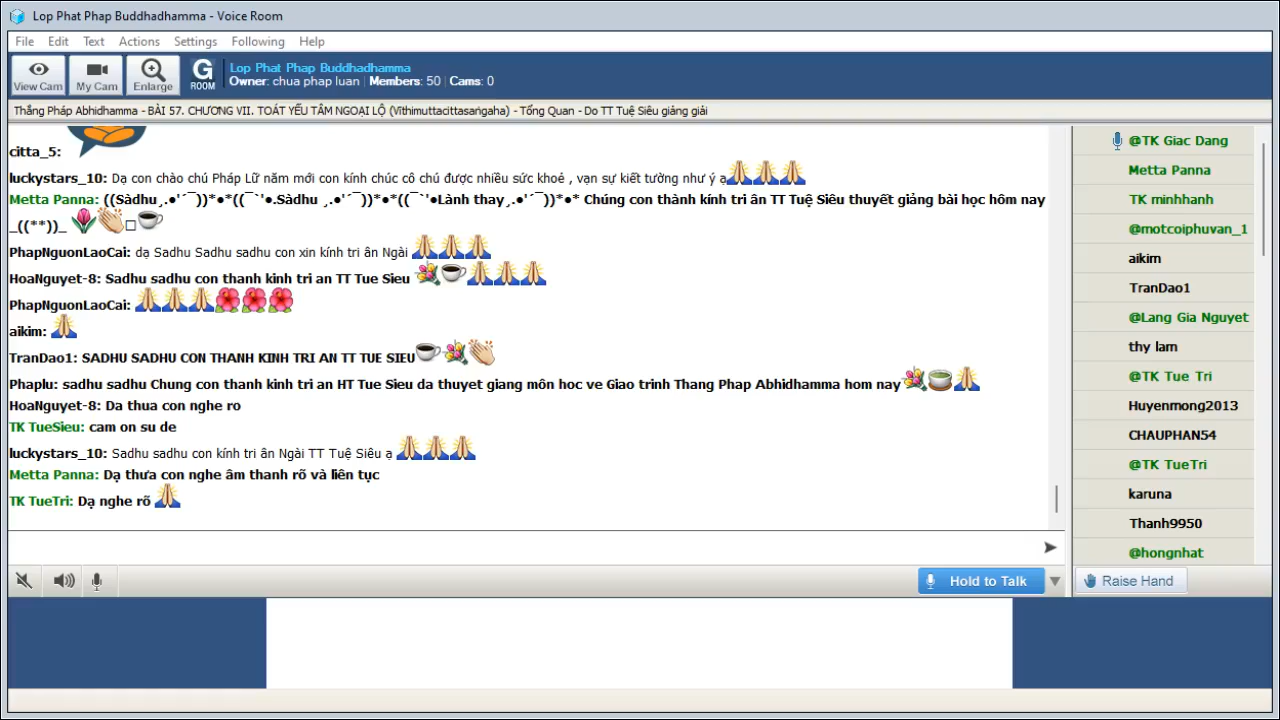 Lop Phat Phap Buddhadhamma - Voice Room
File Edit Text Actions Settings Following Help
View Cam My Cam Enlarge G ROOM
Lop Phat Phap Buddhadhamma
Owner: chua phap luan Members: 50 Cams: 0
Thắng Pháp Abhidhamma - BÀI 57. CHƯƠNG VII. TOÁT YẾU TÂM NGOẠI LỘ (Vīthimuttacittasaṅgaha) - Tổng Quan - Do TT Tuệ Siêu giảng giải
citta_5:
luckystars_10: Dạ con chào chú Pháp Lữ năm mới con kính chúc cô chú được nhiều sức khoẻ , vạn sự kiết tường như ý ạ
Metta Panna: ((Sàdhu¸.●'´¯))*●*((¯`'●.Sàdhu ¸.●'´¯))*●*((¯`'●Lành thay¸.●'´¯))*●* Chúng con thành kính tri ân TT Tuệ Siêu thuyết giảng bài học hôm nay
_((**))_
PhapNguonLaoCai: dạ Sadhu Sadhu sadhu con xin kính tri ân Ngài
HoaNguyet-8: Sadhu sadhu con thanh kinh tri an TT Tue Sieu
PhapNguonLaoCai:
aikim:
TranDao1: SADHU SADHU CON THANH KINH TRI AN TT TUE SIEU
Phaplu: sadhu sadhu Chung con thanh kinh tri an HT Tue Sieu da thuyet giang môn hoc ve Giao trinh Thang Phap Abhidhamma hom nay
HoaNguyet-8: Da thua con nghe ro
TK TueSieu: cam on su de
luckystars_10: Sadhu sadhu con kính tri ân Ngài TT Tuệ Siêu ạ
Metta Panna: Dạ thưa con nghe âm thanh rõ và liên tục
TK TueTri: Dạ nghe rõ
@TK Giac Dang
Metta Panna
TK minhhanh
@motcoiphuvan_1
aikim
TranDao1
@Lang Gia Nguyet
thy lam
@TK Tue Tri
Huyenmong2013
CHAUPHAN54
@TK TueTri
karuna
Thanh9950
@hongnhat
Hold to Talk
Raise Hand